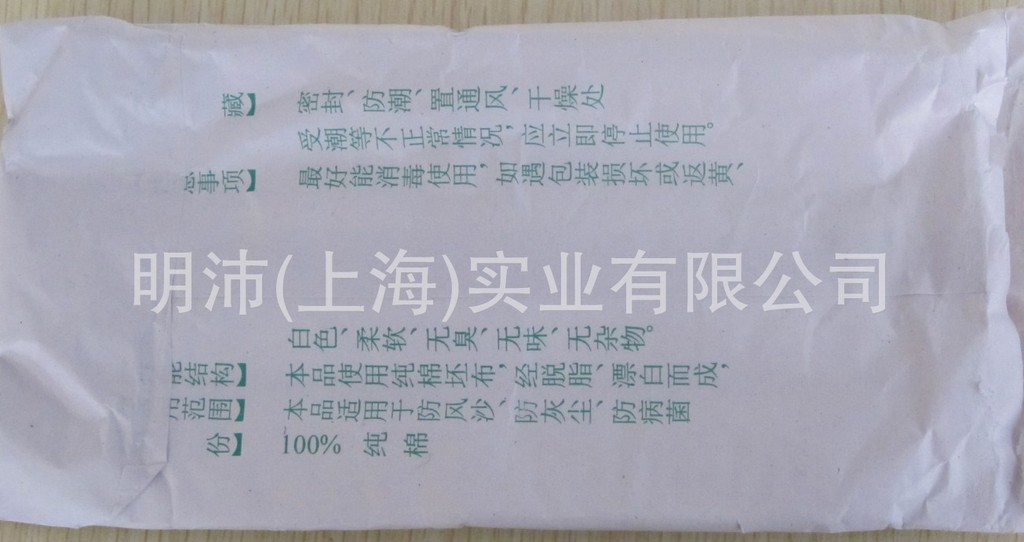 份】 100% 纯棉
范围】 本品适用于防风沙、防灰尘、防病菌
能结构】 本品使用纯棉坯布，经脱脂、漂白而成，
白色、柔软、无臭、无味、无杂物。
事项】 最好能消毒使用，如遇包装损坏或返黄、
受潮等不正常情况，应立即停止使用。
藏】 密封、防潮、置通风、干燥处
明沛(上海)实业有限公司